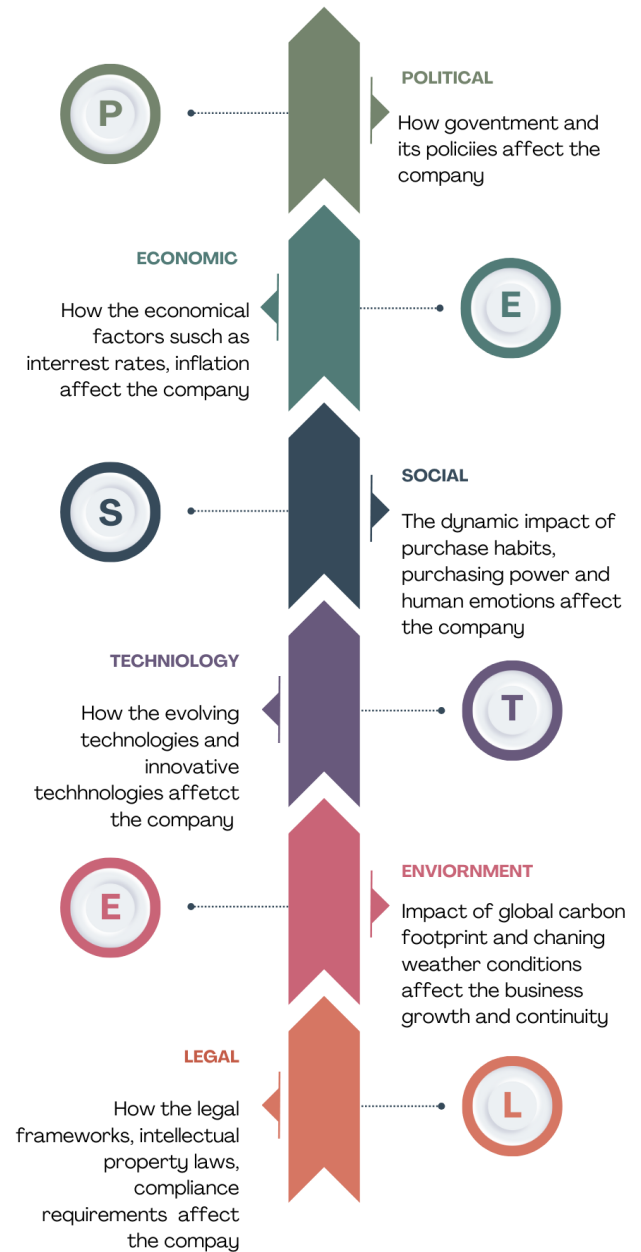 P
POLITICAL
How goventment and
its policiies affect the
company
ECONOMIC
How the economical
factors susch as
interrest rates, inflation
affect the company
E
S
SOCIAL
The dynamic impact of
purchase habits,
purchasing power and
human emotions affect
the company
TECHNIOLOGY
How the evolving
technologies and
innovative
techhnologies affetct
the company
T
E
ENVIORNMENT
Impact of global carbon
footprint and chaning
weather conditions
affect the business
growth and continuity
LEGAL
How the legal
frameworks, intellectual
property laws,
compliance
requirements affect
the compay
L